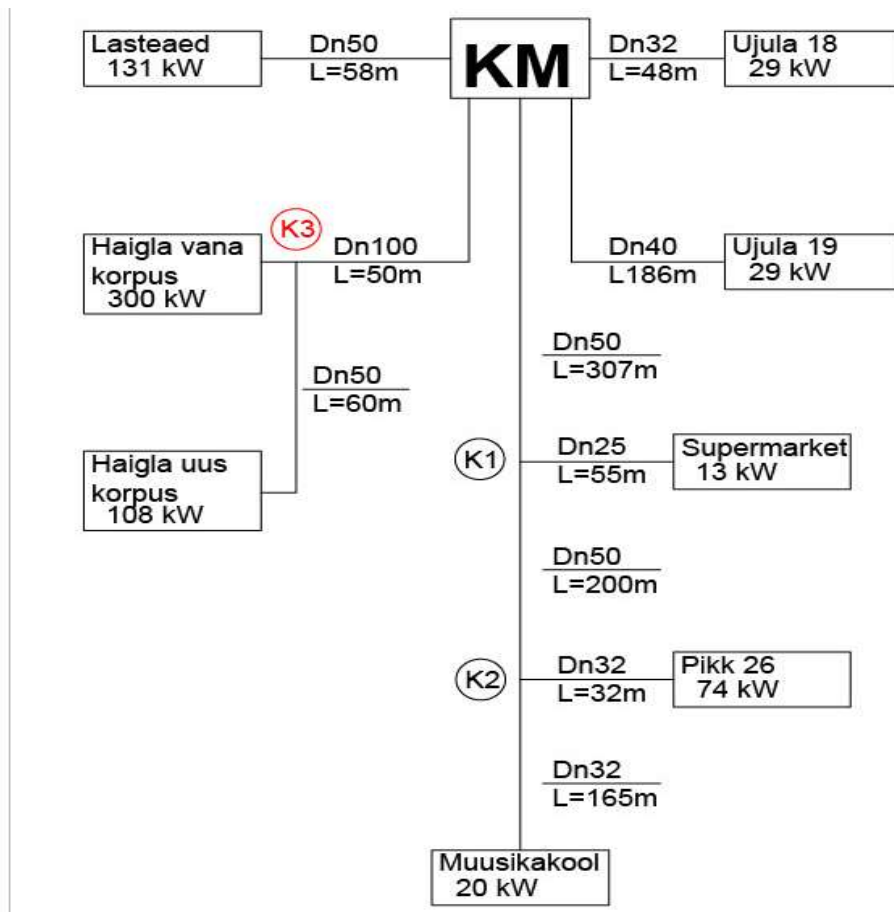 Lasteaed
131 kW
Dn50
L=58m
KM
Dn32
L=48m
Ujula 18
29 kW
Haigla vana
korpus
300 kW
K3
Dn100
L=50m
Dn40
L186m
Ujula 19
29 kW
Dn50
L=307m
Dn50
L=60m
Haigla uus
korpus
108 kW
K1
Dn25
L=55m
Supermarket
13 kW
Dn50
L=200m
K2
Dn32
L=32m
Pikk 26
74 kW
Dn32
L=165m
Muusikakool
20 kW